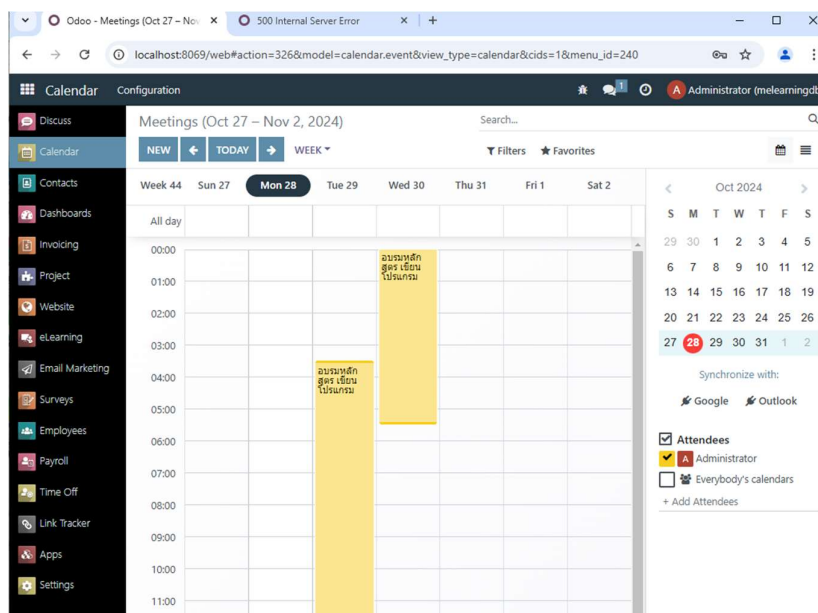 Odoo - Meetings (Oct 27 – Nov
500 Internal Server Error
localhost:8069/web#action=326&model=calendar.event&view_type=calendar&cids=1&menu_id=240
Calendar Configuration 1 A Administrator (melearningdb
Discuss
Calendar
Contacts
Dashboards
Invoicing
Project
Website
eLearning
Email Marketing
Surveys
Employees
Payroll
Time Off
Link Tracker
Apps
Settings
Meetings (Oct 27 – Nov 2, 2024)
Search...
NEW TODAY WEEK
Filters Favorites
Week 44 Sun 27 Mon 28 Tue 29 Wed 30 Thu 31 Fri 1 Sat 2
All day
00:00
01:00
02:00
03:00
04:00
05:00
06:00
07:00
08:00
09:00
10:00
11:00
อบรมหลัก
สูตร เขียน
โปรแกรม
อบรมหลัก
สูตร เขียน
โปรแกรม
Oct 2024
S M T W T F S
29 30 1 2 3 4 5
6 7 8 9 10 11 12
13 14 15 16 17 18 19
20 21 22 23 24 25 26
27 28 29 30 31 1 2
Synchronize with:
Google Outlook
Attendees
A Administrator
Everybody's calendars
+ Add Attendees